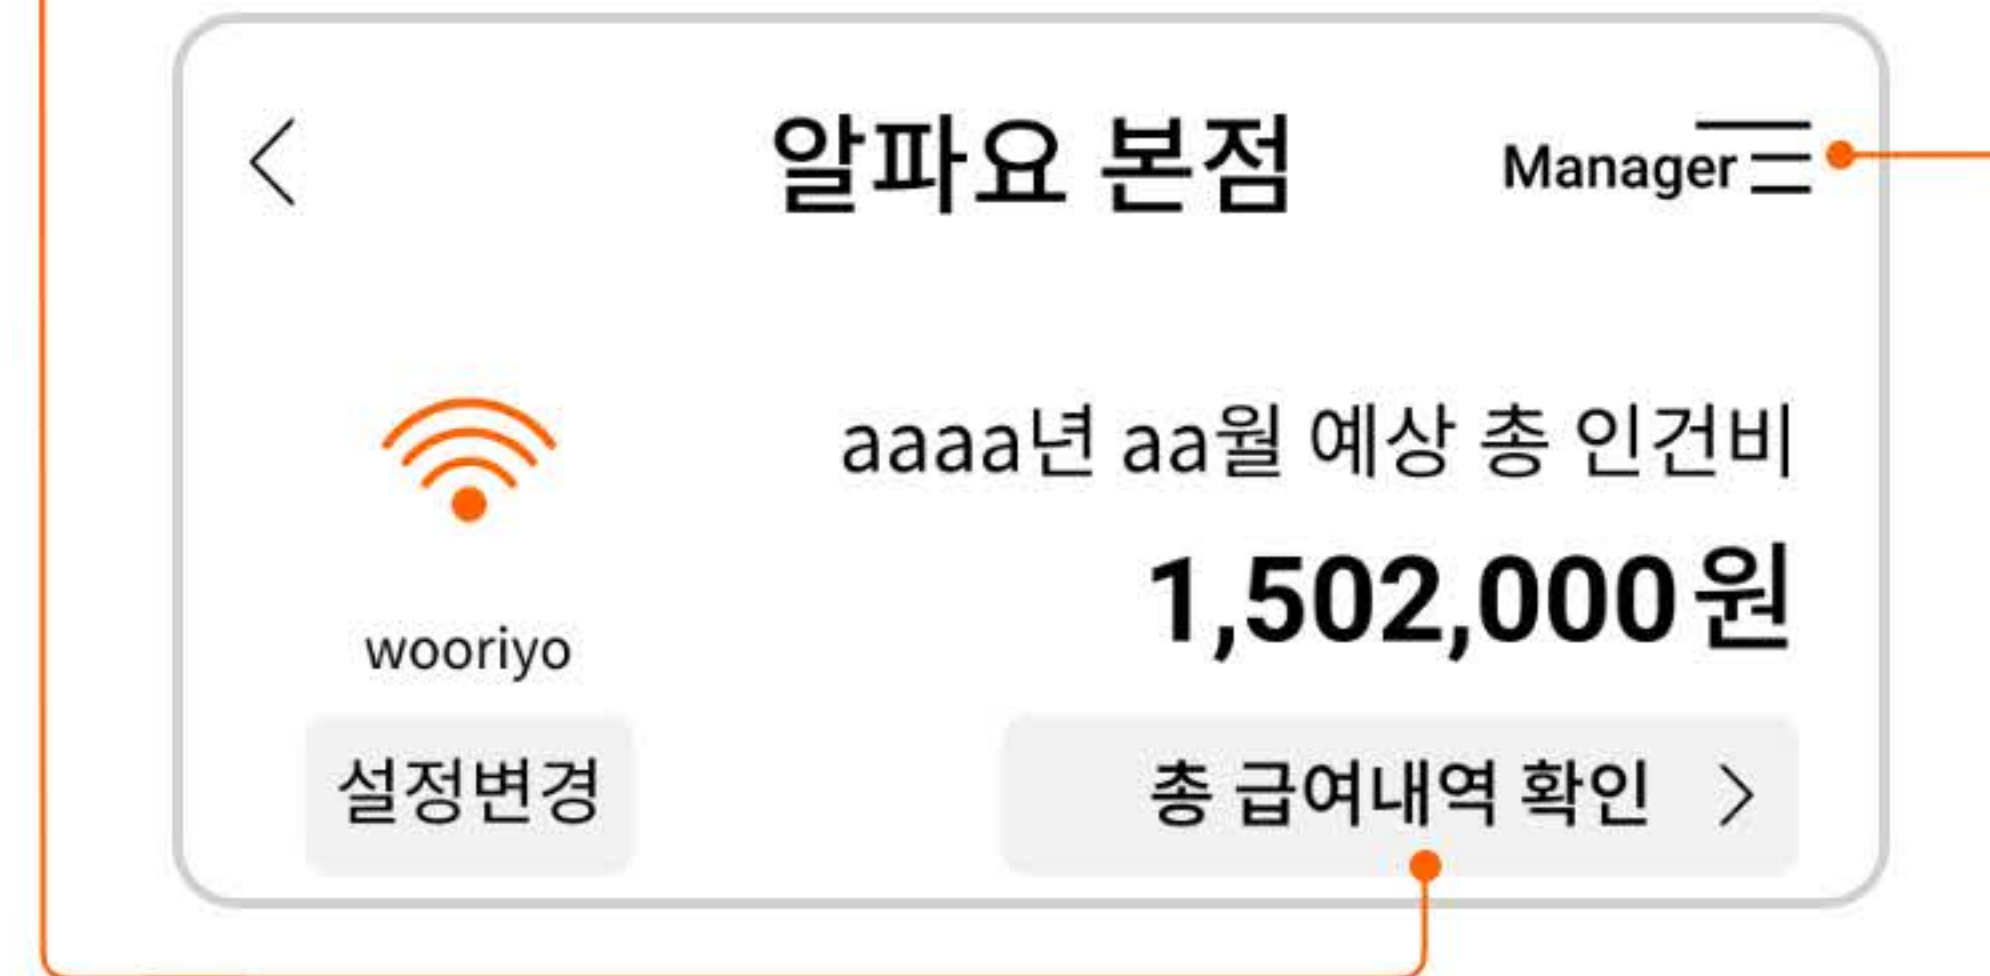 알파요 본점
Manager
aaaa년 aa월 예상 총 인건비
1,502,000원
wooriyo
설정변경
총 급여내역 확인